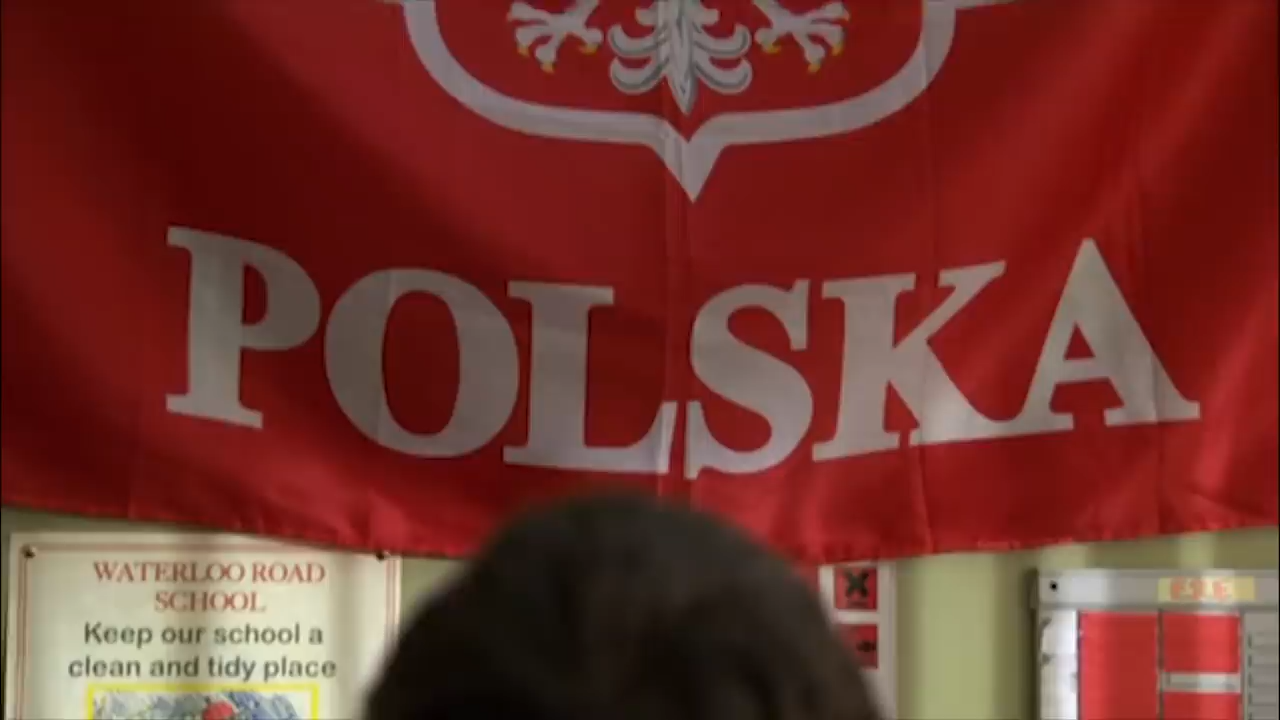 POLSKA
WATERLOO ROAD
SCHOOL
Keep our school a
clean and tidy place